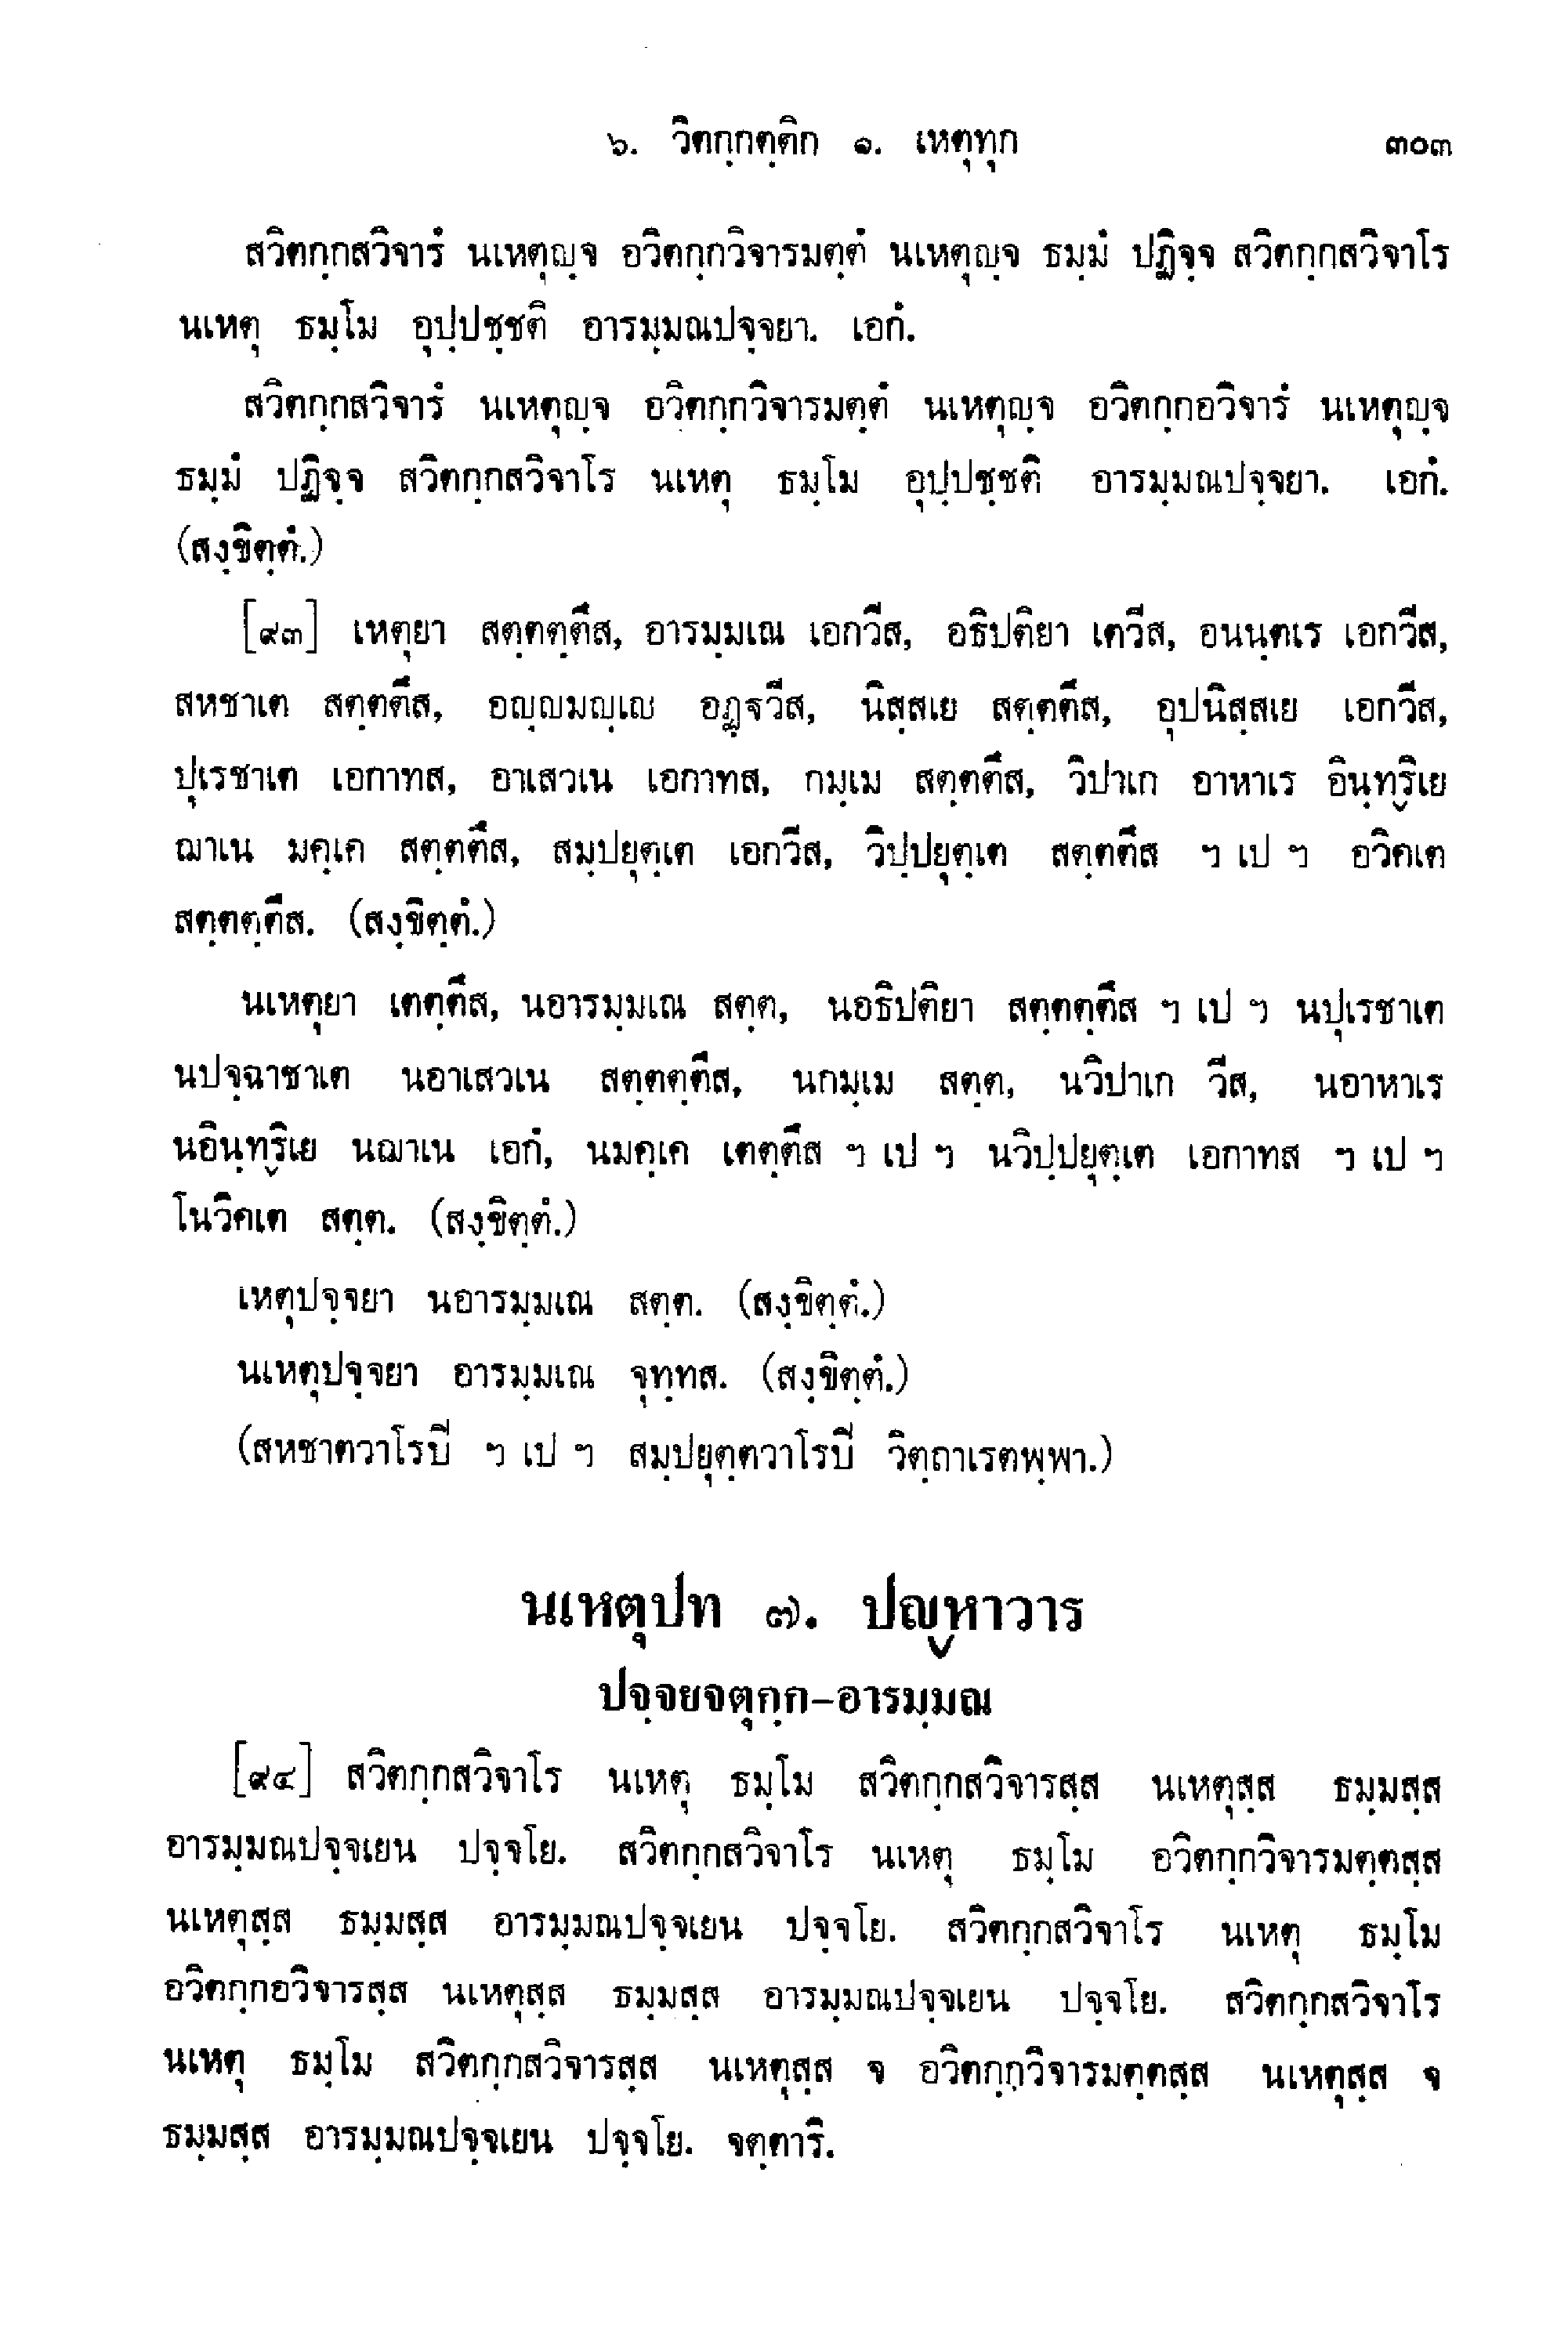 ๖. วิตกฺกตฺติก ๑. เหตุทุก ๓๐๓
สวิตกฺกสวิจารํ นเหตุญฺจ อวิตกฺกวิจารมตฺตํ นเหตุญฺจ ธมฺมํ ปฏิจฺจ สวิตกฺกสวิจาโร
นเหตุ ธมฺโม อุปฺปชฺชติ อารมฺมณปจฺจยา. เอกํ.
สวิตกฺกสวิจารํ นเหตุญฺจ อวิตกฺกวิจารมตฺตํ นเหตุญฺจ อวิตกฺกอวิจารํ นเหตุญฺจ
ธมฺมํ ปฏิจฺจ สวิตกฺกสวิจาโร นเหตุ ธมฺโม อุปฺปชฺชติ อารมฺมณปจฺจยา. เอกํ.
(สงฺขิตฺตํ.)
[๙๓] เหตุยา สตฺตตฺตึส, อารมฺมเณ เอกวีส, อธิปติยา เตวีส, อนนฺตเร เอกวีส,
สหชาเต สตฺตตึส, อญฺญมญฺเญ อฏฺฐวีส, นิสฺสเย สตฺตตึส, อุปนิสฺสเย เอกวีส,
ปุเรชาเต เอกาทส, อาเสวเน เอกาทส, กมฺเม สตฺตตึส, วิปาเก อาหาเร อินฺทฺริเย
ฌาเน มคฺเค สตฺตตึส, สมฺปยุตฺเต เอกวีส, วิปฺปยุตฺเต สตฺตตึส ฯ เป ฯ อวิคเต
สตฺตตฺตึส. (สงฺขิตฺตํ.)
นเหตุยา เตตฺตึส, นอารมฺมเณ สตฺต, นอธิปติยา สตฺตตฺตึส ฯ เป ฯ นปุเรชาเต
นปจฺฉาชาเต นอาเสวเน สตฺตตฺตึส, นกมฺเม สตฺต, นวิปาเก วีส, นอาหาเร
นอินฺทฺริเย นฌาเน เอกํ, นมคฺเค เตตฺตึส ฯ เป ฯ นวิปฺปยุตฺเต เอกาทส ฯ เป ฯ
โนวิคเต สตฺต. (สงฺขิตฺตํ.)
เหตุปจฺจยา นอารมฺมเณ สตฺต. (สงฺขิตฺตํ.)
นเหตุปจฺจยา อารมฺมเณ จุทฺทส. (สงฺขิตฺตํ.)
(สหชาตวาโรปิ ฯ เป ฯ สมฺปยุตฺตวาโรปิ วิตฺถาเรตพฺพา.)
นเหตุปท ๗. ปญฺหาวาร
ปจฺจยจตุกฺก-อารมฺมณ
[๙๔] สวิตกฺกสวิจาโร นเหตุ ธมฺโม สวิตกฺกสวิจารสฺส นเหตุสฺส ธมฺมสฺส
อารมฺมณปจฺจเยน ปจฺจโย. สวิตกฺกสวิจาโร นเหตุ ธมฺโม อวิตกฺกวิจารมตฺตสฺส
นเหตุสฺส ธมฺมสฺส อารมฺมณปจฺจเยน ปจฺจโย. สวิตกฺกสวิจาโร นเหตุ ธมฺโม
อวิตกฺกอวิจารสฺส นเหตุสฺส ธมฺมสฺส อารมฺมณปจฺจเยน ปจฺจโย. สวิตกฺกสวิจาโร
นเหตุ ธมฺโม สวิตกฺกสวิจารสฺส นเหตุสฺส จ อวิตกฺกวิจารมตฺตสฺส นเหตุสฺส จ
ธมฺมสฺส อารมฺมณปจฺจเยน ปจฺจโย. จตฺตาริ.